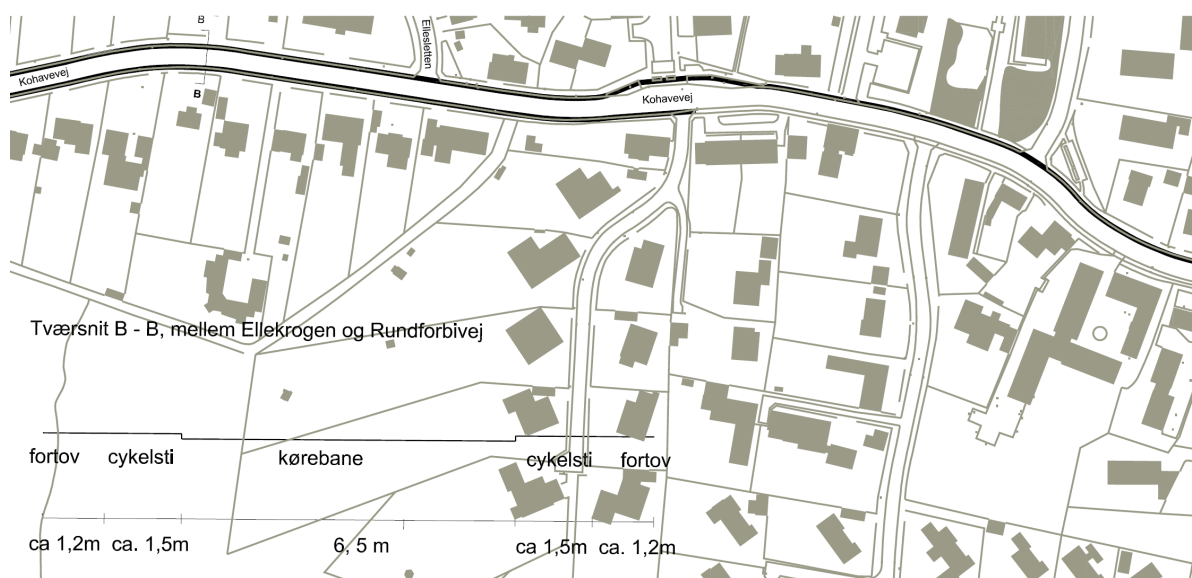 B
Ellesletten
Kohavevej
B
Kohavevej
Tværsnit B - B, mellem Ellekrogen og Rundforbivej
fortov cykelsti kørebane cykelsti fortov
ca 1,2m ca. 1,5m 6, 5 m ca 1,5m ca. 1,2m